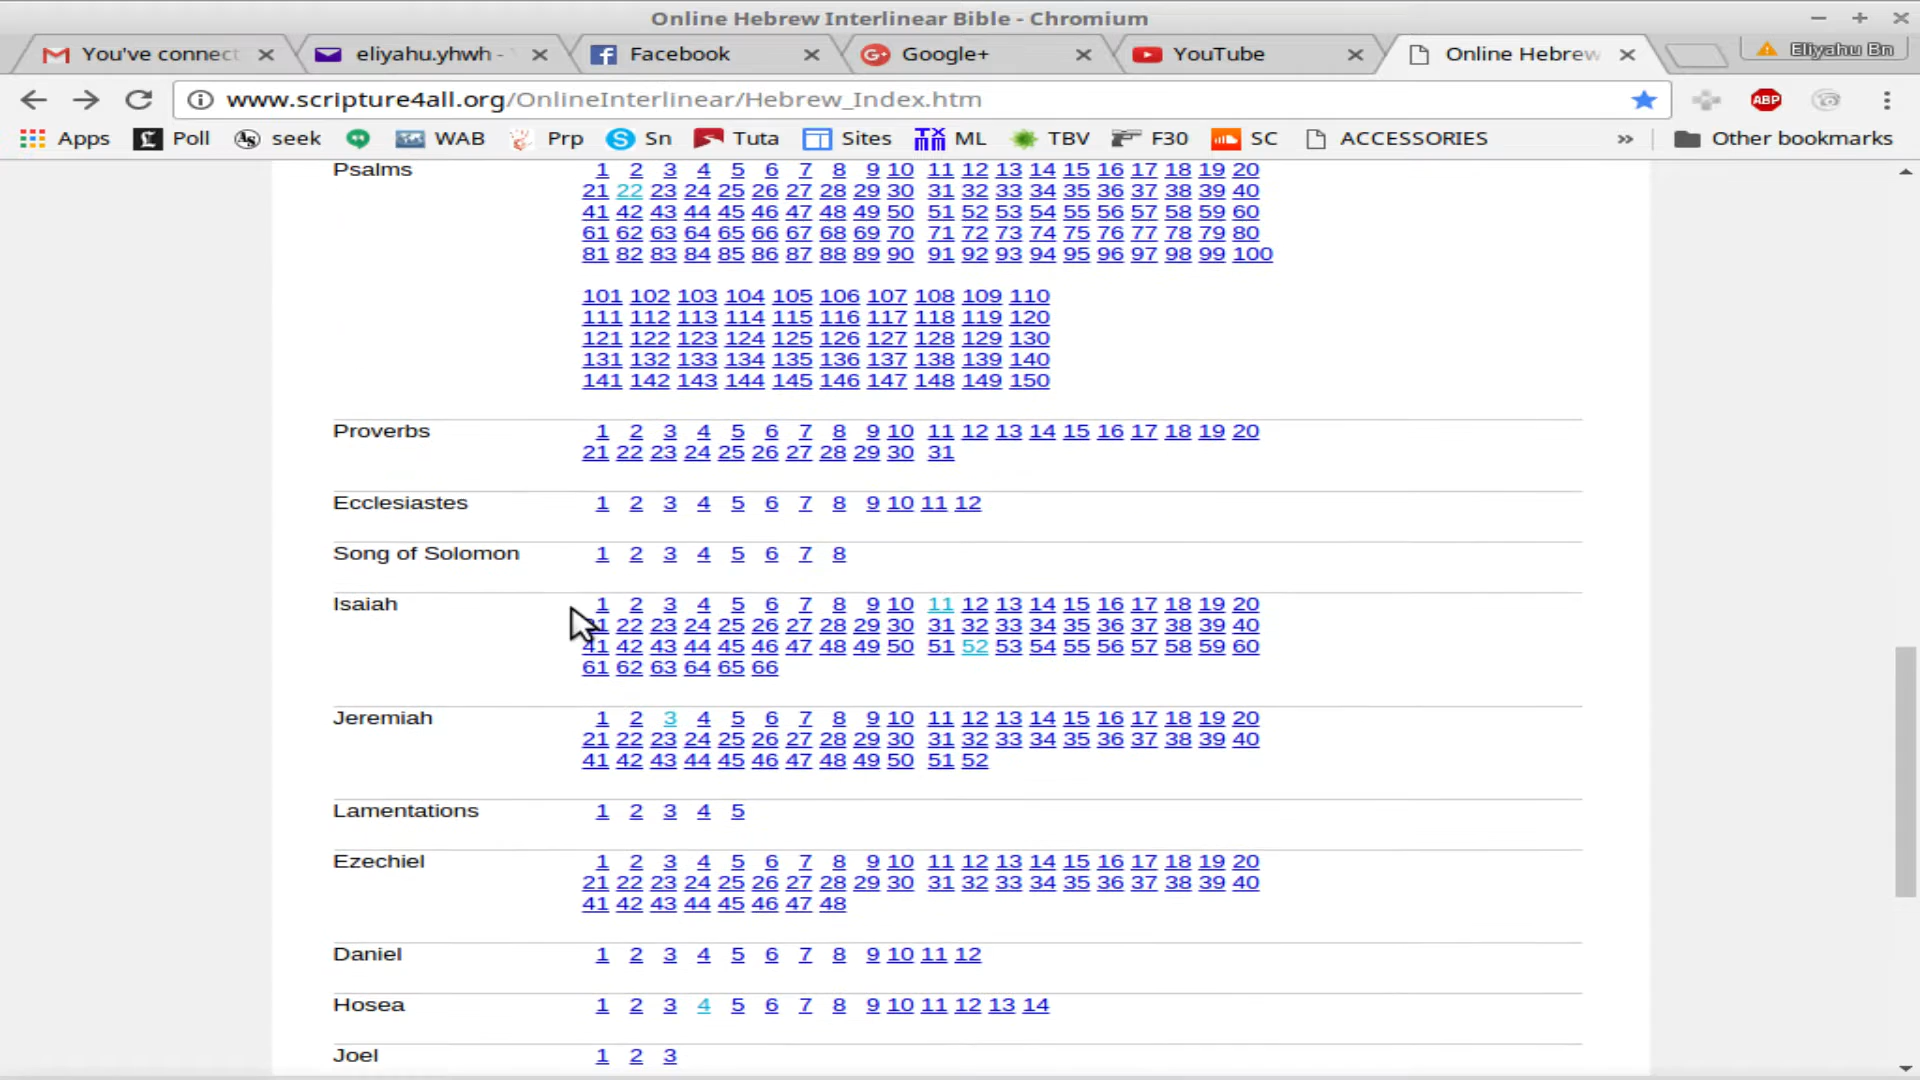 Online Hebrew Interlinear Bible - Chromium
You've connect
eliyahu.yhwh -
Facebook
Google+
YouTube
Online Hebrew
Eliyahu Bn
www.scripture4all.org/OnlineInterlinear/Hebrew_Index.htm
ABP
Apps Poll seek WAB Prp Sn Tuta Sites ML TBV F30 SC ACCESSORIES » Other bookmarks
Psalms 1 2 3 4 5 6 7 8 9 10 11 12 13 14 15 16 17 18 19 20
21 22 23 24 25 26 27 28 29 30 31 32 33 34 35 36 37 38 39 40
41 42 43 44 45 46 47 48 49 50 51 52 53 54 55 56 57 58 59 60
61 62 63 64 65 66 67 68 69 70 71 72 73 74 75 76 77 78 79 80
81 82 83 84 85 86 87 88 89 90 91 92 93 94 95 96 97 98 99 100
101 102 103 104 105 106 107 108 109 110
111 112 113 114 115 116 117 118 119 120
121 122 123 124 125 126 127 128 129 130
131 132 133 134 135 136 137 138 139 140
141 142 143 144 145 146 147 148 149 150
Proverbs 1 2 3 4 5 6 7 8 9 10 11 12 13 14 15 16 17 18 19 20
21 22 23 24 25 26 27 28 29 30 31
Ecclesiastes 1 2 3 4 5 6 7 8 9 10 11 12
Song of Solomon 1 2 3 4 5 6 7 8
Isaiah 1 2 3 4 5 6 7 8 9 10 11 12 13 14 15 16 17 18 19 20
21 22 23 24 25 26 27 28 29 30 31 32 33 34 35 36 37 38 39 40
41 42 43 44 45 46 47 48 49 50 51 52 53 54 55 56 57 58 59 60
61 62 63 64 65 66
Jeremiah 1 2 3 4 5 6 7 8 9 10 11 12 13 14 15 16 17 18 19 20
21 22 23 24 25 26 27 28 29 30 31 32 33 34 35 36 37 38 39 40
41 42 43 44 45 46 47 48 49 50 51 52
Lamentations 1 2 3 4 5
Ezechiel 1 2 3 4 5 6 7 8 9 10 11 12 13 14 15 16 17 18 19 20
21 22 23 24 25 26 27 28 29 30 31 32 33 34 35 36 37 38 39 40
41 42 43 44 45 46 47 48
Daniel 1 2 3 4 5 6 7 8 9 10 11 12
Hosea 1 2 3 4 5 6 7 8 9 10 11 12 13 14
Joel 1 2 3